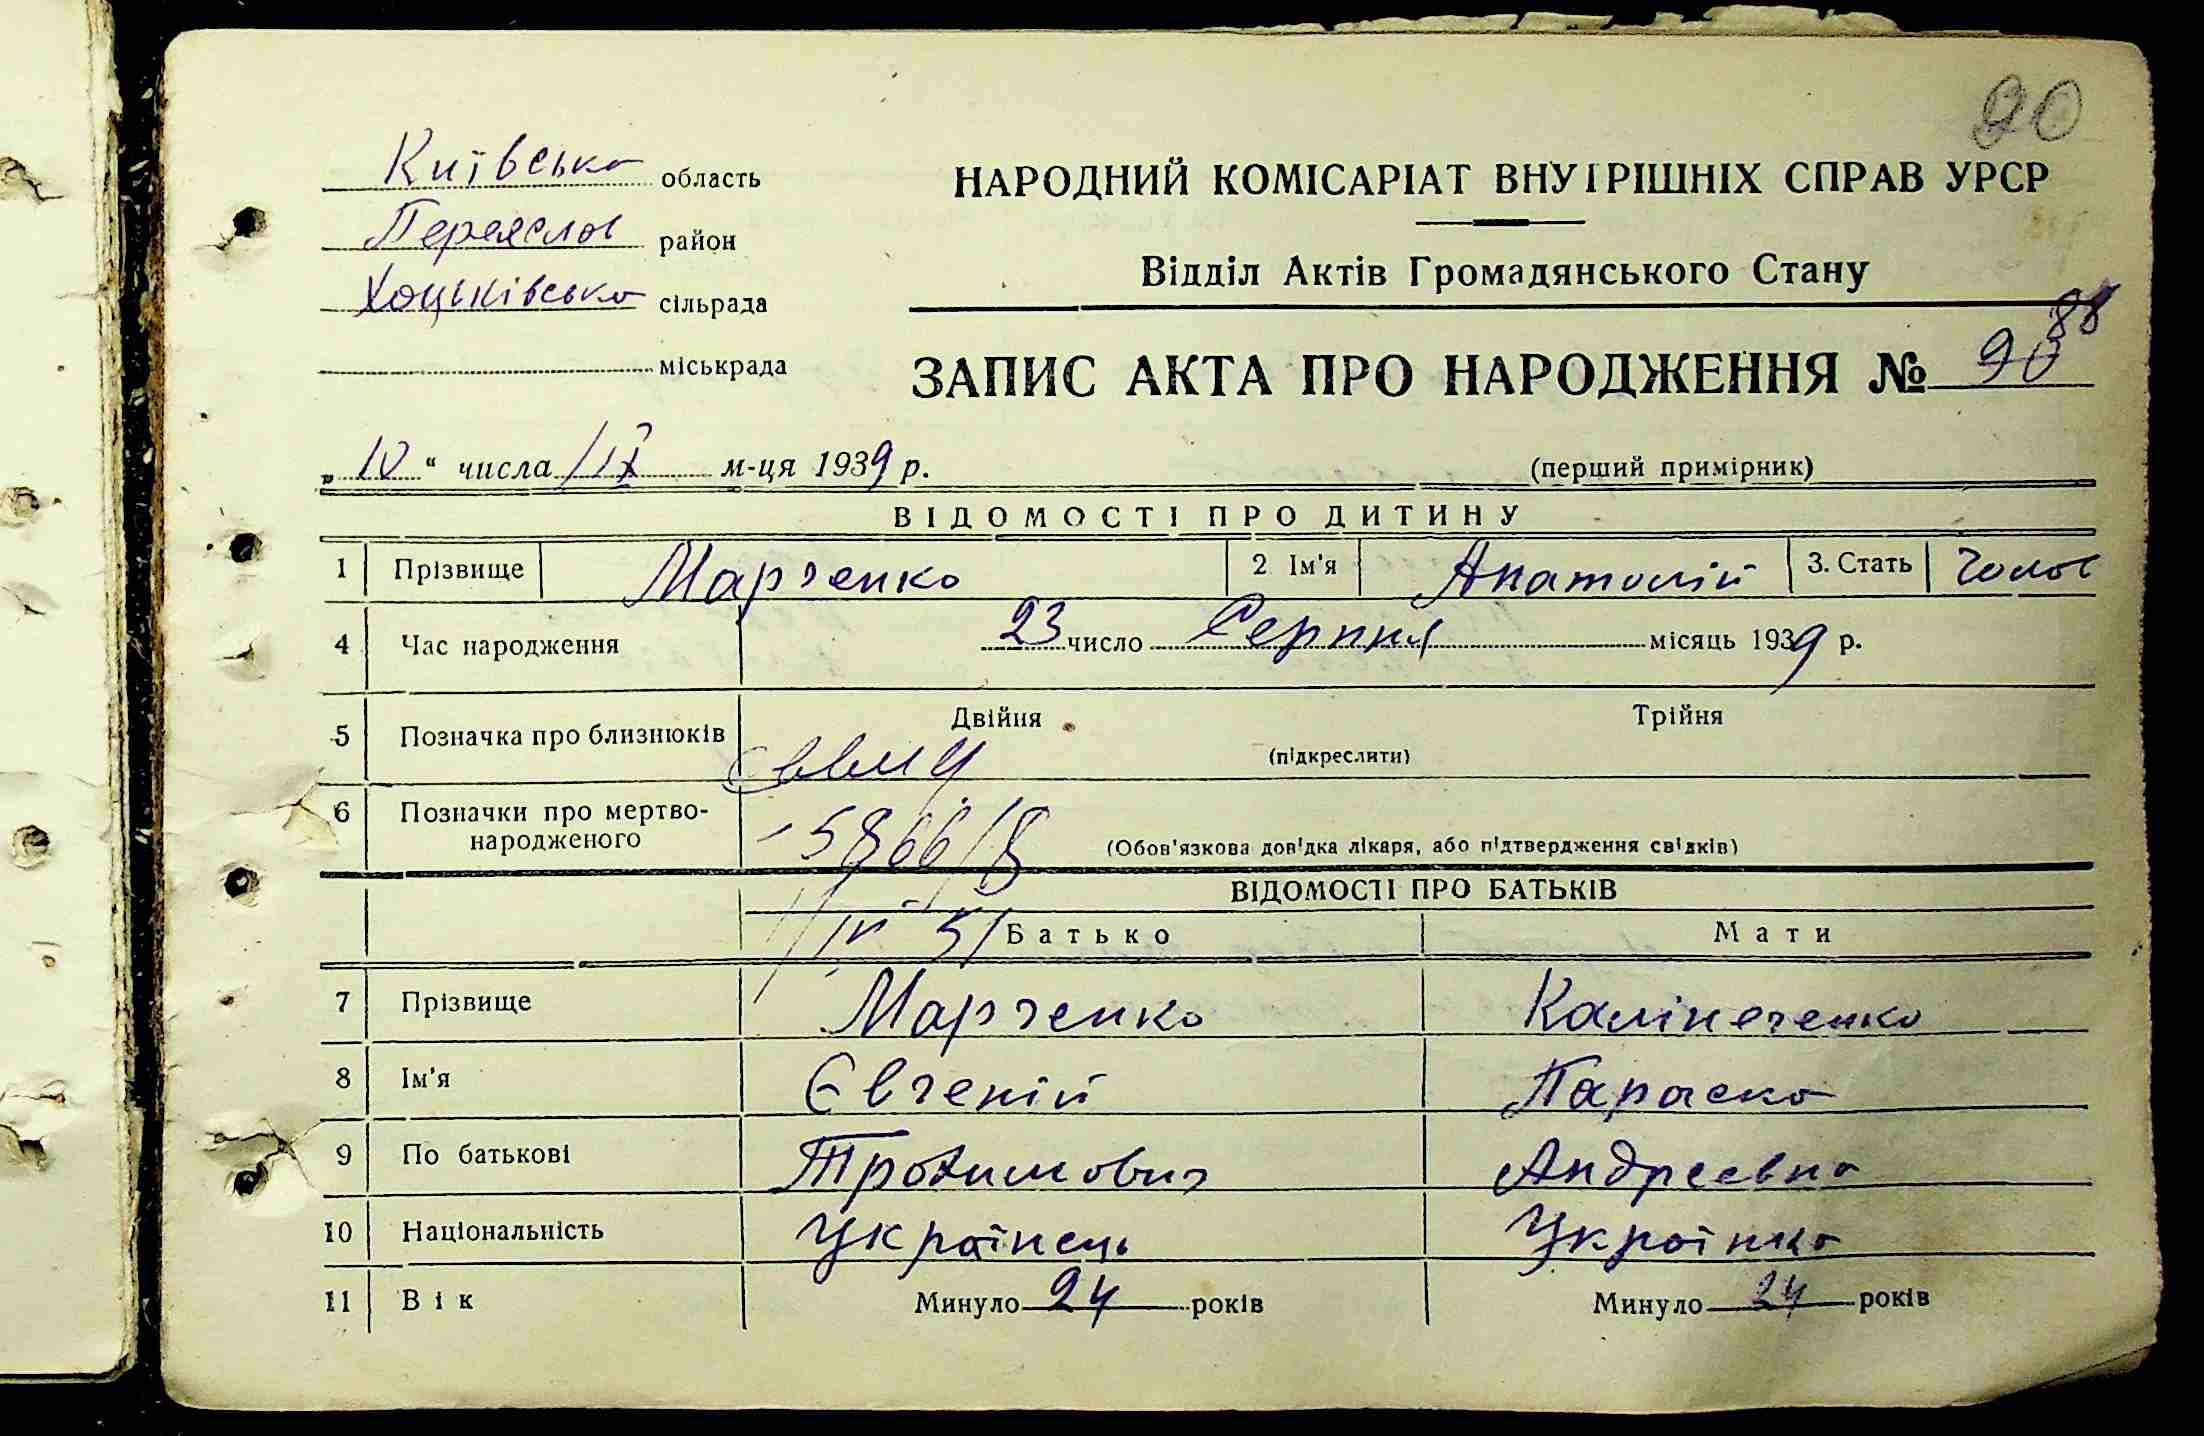 90
Київська область
Переяслав район
Хоцьківська сільрада
міськрада
НАРОДНИЙ КОМІСАРІАТ ВНУТРІШНІХ СПРАВ УРСР
Відділ Актів Громадянського Стану
ЗАПИС АКТА ПРО НАРОДЖЕННЯ № 90 88
„10“ числа IX м-ця 1939 р.
(перший примірник)
ВІДОМОСТІ ПРО ДИТИНУ
1 Прізвище Марченко 2 Ім'я Анатолій 3. Стать Чолов
4 Час народження 23 число Серпня місяць 1939 р.
5 Позначка про близнюків Двійня Трійня
(підкреслити)
6 Позначки про мертво-
народженого
(Обов'язкова довідка лікаря, або підтвердження свідків)
ВІДОМОСТІ ПРО БАТЬКІВ
Батько Мати
7 Прізвище Марченко Калініченко
8 Ім'я Євгеній Параска
9 По батькові Трохимович Андреєвна
10 Національність Українець Українка
11 Вік Минуло 24 років Минуло 24 років